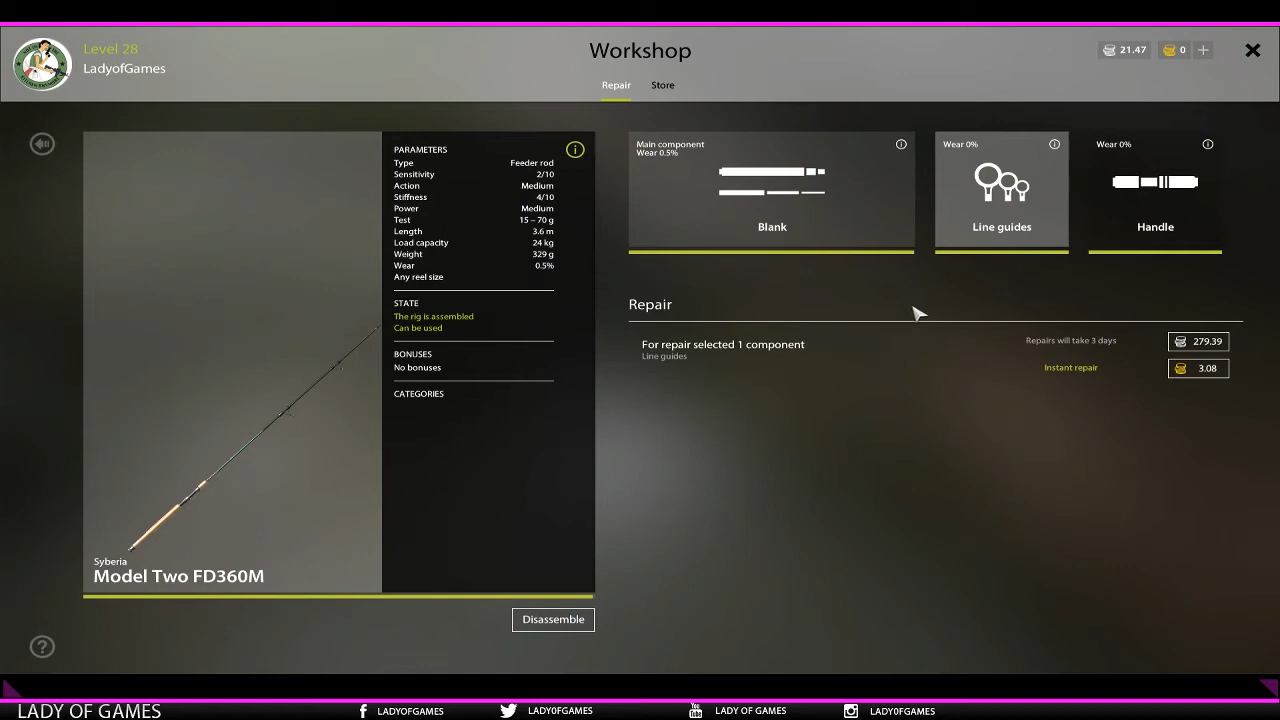 Level 28
LadyofGames
Workshop
21.47
0
Repair
Store
PARAMETERS
Type Feeder rod
Sensitivity 2/10
Action Medium
Stiffness 4/10
Power Medium
Test 15 – 70 g
Length 3.6 m
Load capacity 24 kg
Weight 329 g
Wear 0.5%
Any reel size
STATE
The rig is assembled
Can be used
BONUSES
No bonuses
CATEGORIES
Syberia
Model Two FD360M
Disassemble
Main component
Wear 0.5%
Blank
Wear 0%
Line guides
Wear 0%
Handle
Repair
For repair selected 1 component
Line guides
Repairs will take 3 days
279.39
Instant repair
3.08
?
LADY OF GAMES
LADYOFGAMES
LADY0FGAMES
You Tube
LADY OF GAMES
LADY0FGAMES